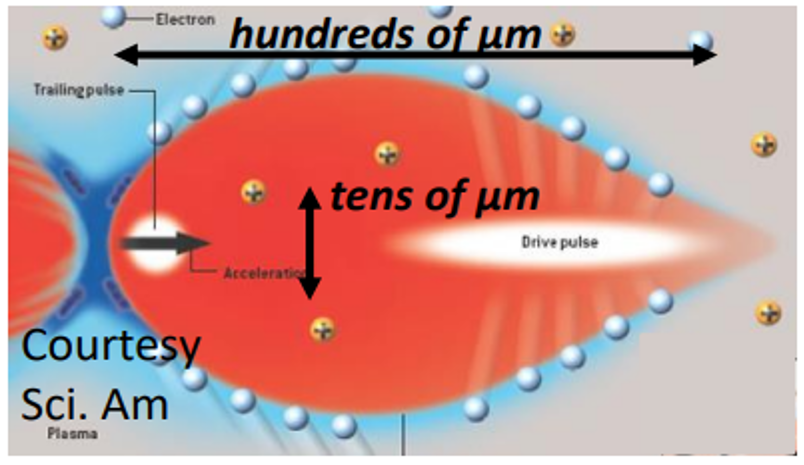 Electron
hundreds of μm
Trailing pulse
tens of μm
Drive pulse
Acceleration
Courtesy
Sci. Am
Plasma